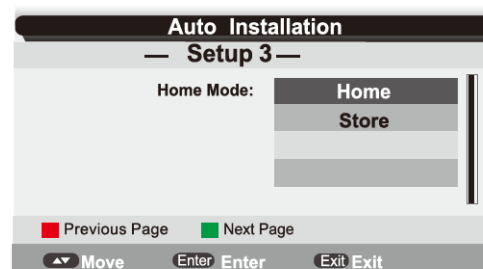 Auto Installation
— Setup 3 —
Home Mode: Home
Store
Previous Page Next Page
Move Enter Enter Exit Exit